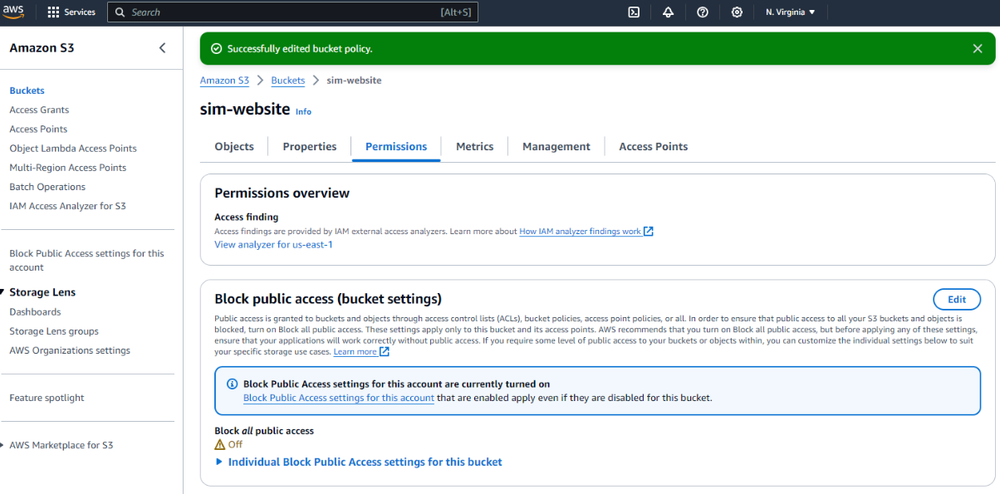 aws
Services
Search
[Alt+S]
N. Virginia
Amazon S3
Buckets
Access Grants
Access Points
Object Lambda Access Points
Multi-Region Access Points
Batch Operations
IAM Access Analyzer for S3
Block Public Access settings for this
account
Storage Lens
Dashboards
Storage Lens groups
AWS Organizations settings
Feature spotlight
AWS Marketplace for S3
Successfully edited bucket policy.
Amazon S3 > Buckets > sim-website
sim-website Info
Objects
Properties
Permissions
Metrics
Management
Access Points
Permissions overview
Access finding
Access findings are provided by IAM external access analyzers. Learn more about How IAM analyzer findings work
View analyzer for us-east-1
Block public access (bucket settings)
Edit
Public access is granted to buckets and objects through access control lists (ACLs), bucket policies, access point policies, or all. In order to ensure that public access to all your S3 buckets and objects is
blocked, turn on Block all public access. These settings apply only to this bucket and its access points. AWS recommends that you turn on Block all public access, but before applying any of these settings,
ensure that your applications will work correctly without public access. If you require some level of public access to your buckets or objects within, you can customize the individual settings below to suit
your specific storage use cases. Learn more
Block Public Access settings for this account are currently turned on
Block Public Access settings for this account that are enabled apply even if they are disabled for this bucket.
Block all public access
Off
Individual Block Public Access settings for this bucket